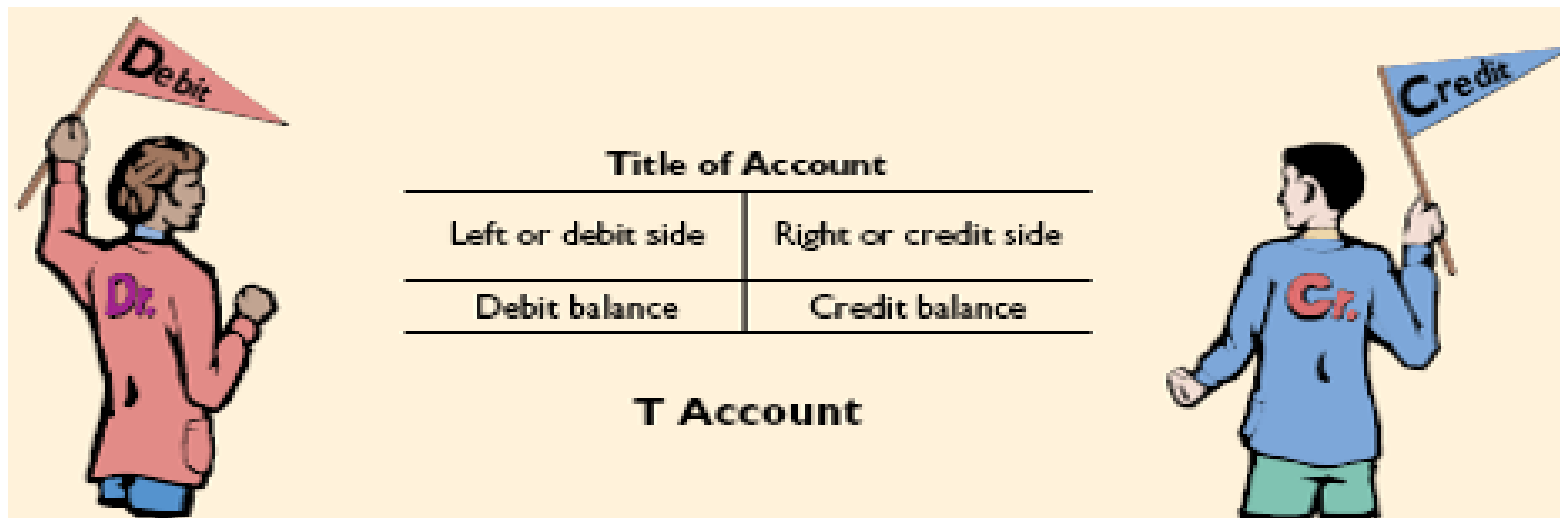 Debit
Credit
Title of Account
Left or debit side
Right or credit side
Dr.
Cr.
Debit balance
Credit balance
T Account